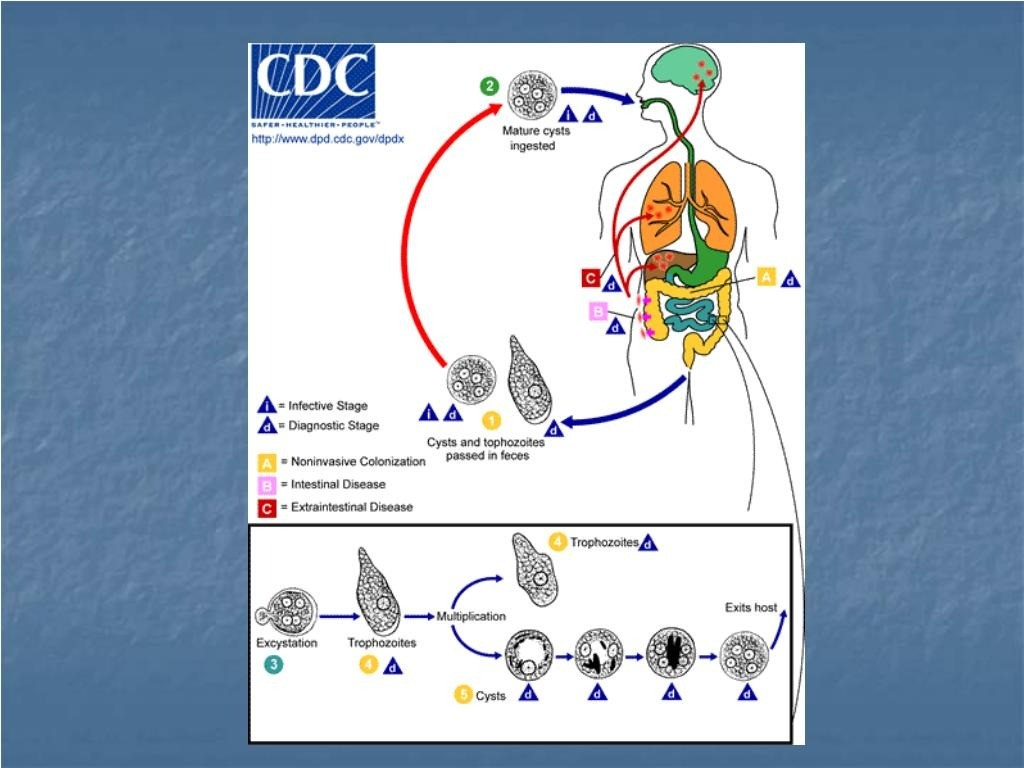 CDC
SAFER·HEALTHIER·PEOPLE™
http://www.dpd.cdc.gov/dpdx
2
i d
Mature cysts
ingested
C d
A d
B
d
i d
1
d
Cysts and tophozoites
passed in feces
i = Infective Stage
d = Diagnostic Stage
A = Noninvasive Colonization
B = Intestinal Disease
C = Extraintestinal Disease
4 Trophozoites d
Multiplication
Exits host
Excystation
3
Trophozoites
4 d
5 Cysts d d d d